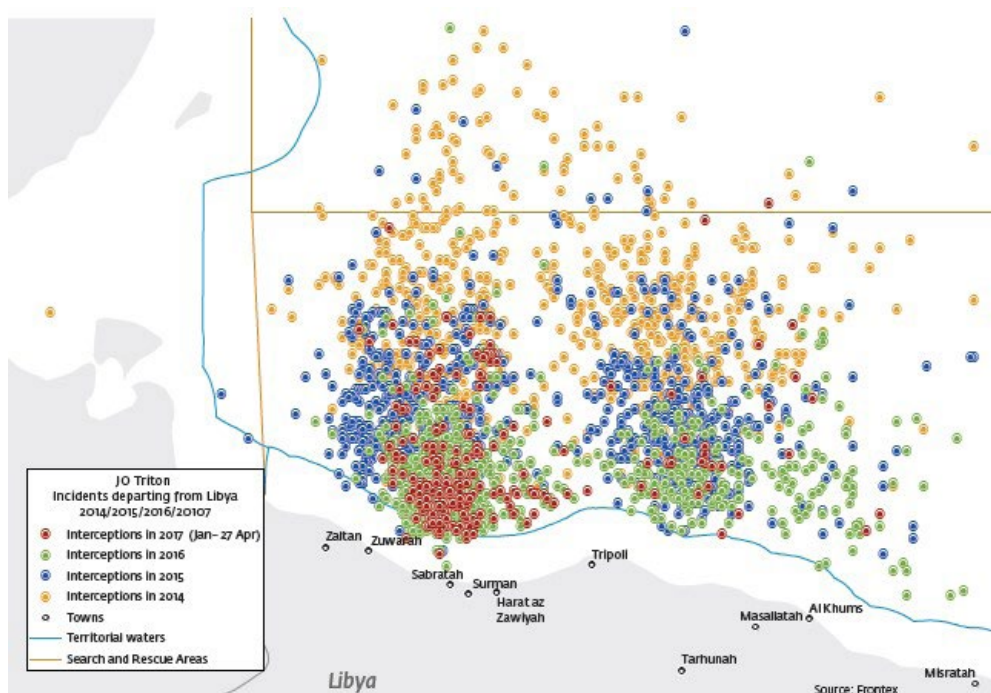 JO Triton
Incidents departing from Libya
2014/2015/2016/20107
Interceptions in 2017 (Jan– 27 Apr)
Interceptions in 2016
Interceptions in 2015
Interceptions in 2014
Towns
Territorial waters
Search and Rescue Areas
Zaltan
Zuwarah
Sabratah
Surman
Harat az
Zawiyah
Tripoli
Masallatah
Al Khums
Tarhunah
Misratah
Libya
Source: Frontex